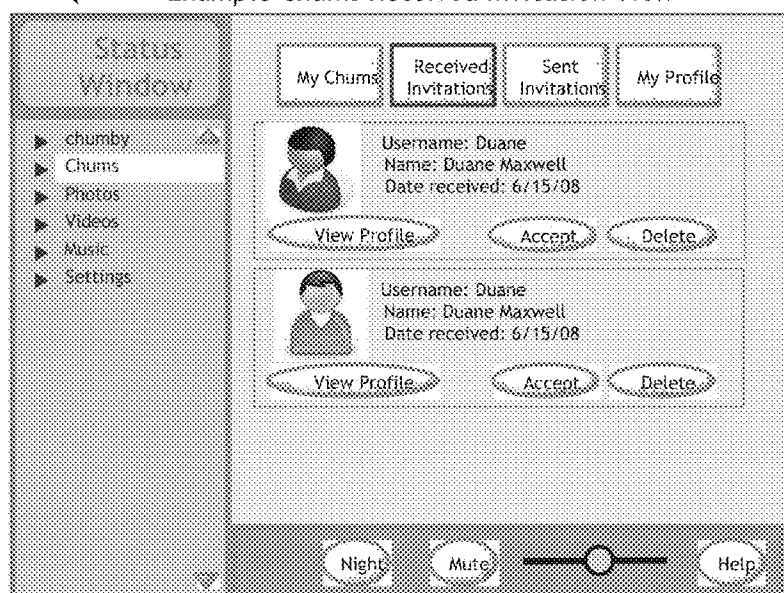 Example Chums Received Invitation View
Status
Window
chumby
Chums
Photos
Videos
Music
Settings
My Chums
Received
Invitations
Sent
Invitations
My Profile
Username: Duane
Name: Duane Maxwell
Date received: 6/15/08
View Profile
Accept
Delete
Username: Duane
Name: Duane Maxwell
Date received: 6/15/08
View Profile
Accept
Delete
Night
Mute
Help